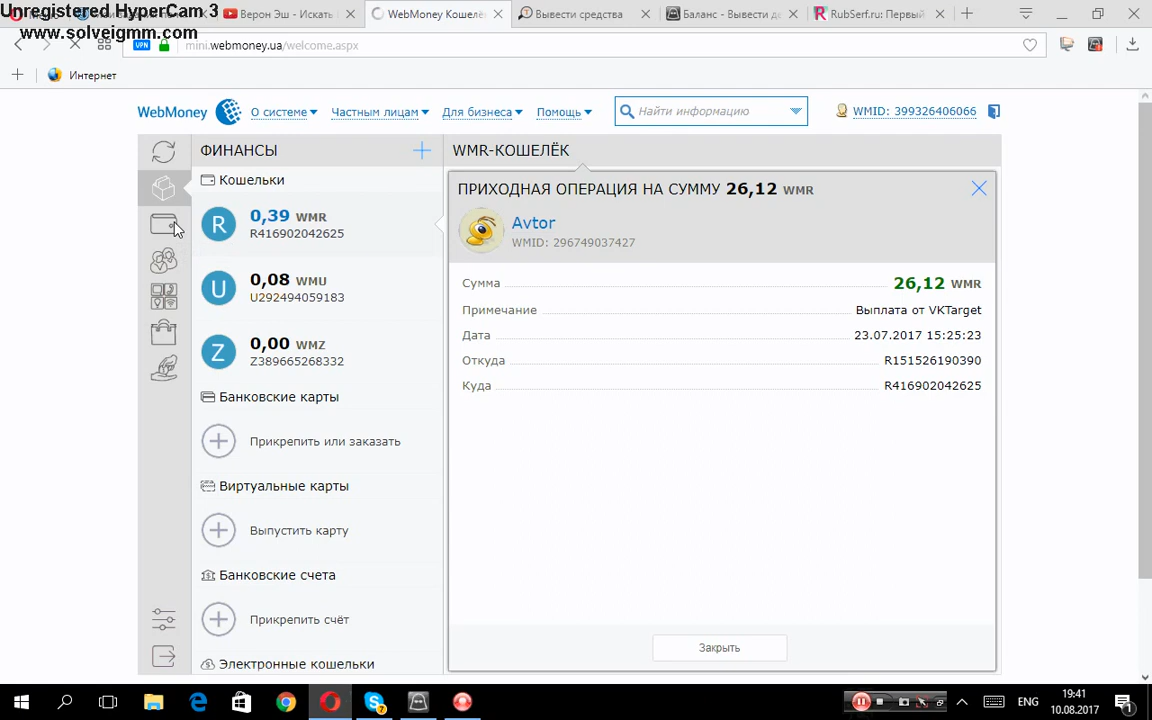 Unregistered HyperCam 3
www.solveigmm.com
Верон Эш - Искать
WebMoney Кошелё
Вывести средства
Баланс - Вывести де
RubSerf.ru: Первый
VPN
mini.webmoney.ua/welcome.aspx
Интернет
WebMoney
О системе
Частным лицам
Для бизнеса
Помощь
Найти информацию
WMID: 399326406066
ФИНАНСЫ
WMR-КОШЕЛЁК
Кошельки
R
0,39 WMR
R416902042625
U
0,08 WMU
U292494059183
Z
0,00 WMZ
Z389665268332
Банковские карты
Прикрепить или заказать
Виртуальные карты
Выпустить карту
Банковские счета
Прикрепить счёт
Электронные кошельки
ПРИХОДНАЯ ОПЕРАЦИЯ НА СУММУ 26,12 WMR
Avtor
WMID: 296749037427
Сумма 26,12 WMR
Примечание Выплата от VKTarget
Дата 23.07.2017 15:25:23
Откуда R151526190390
Куда R416902042625
Закрыть
ENG
19:41
10.08.2017